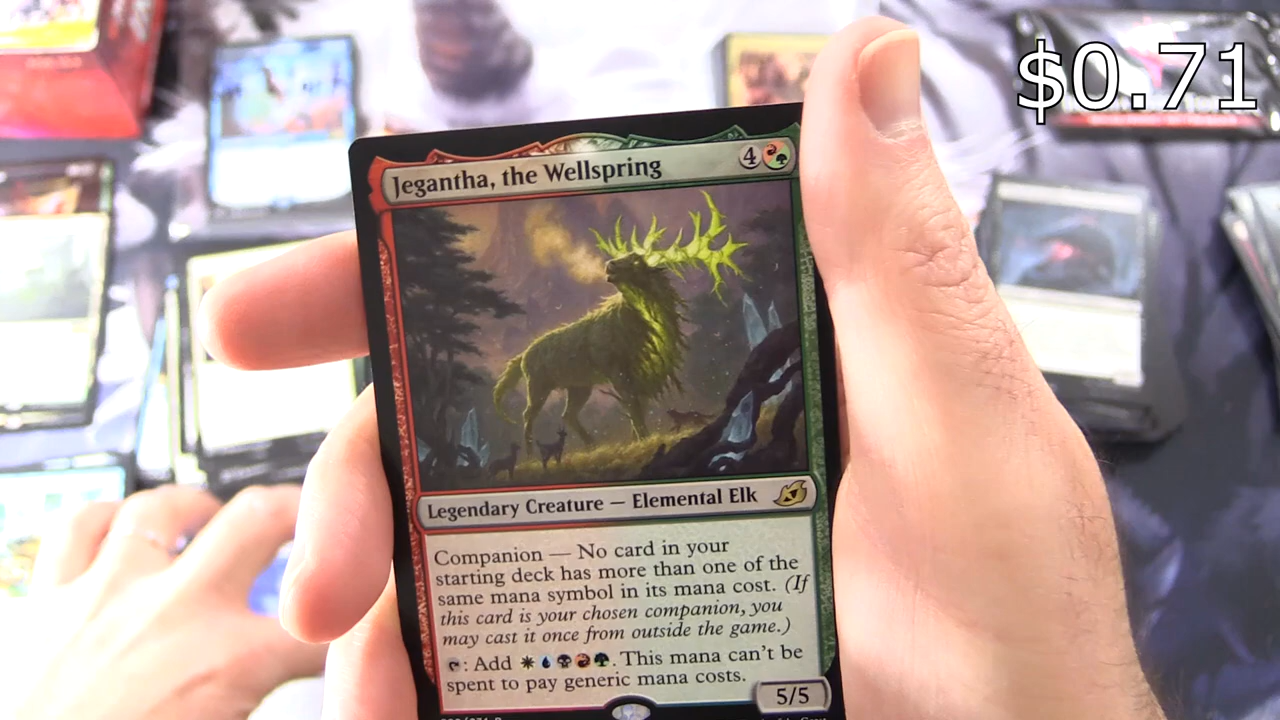 $0.71
Jegantha, the Wellspring
4
Legendary Creature — Elemental Elk
Companion — No card in your
starting deck has more than one of the
same mana symbol in its mana cost. (If
this card is your chosen companion, you
may cast it once from outside the game.)
: Add . This mana can't be
spent to pay generic mana costs.
5/5